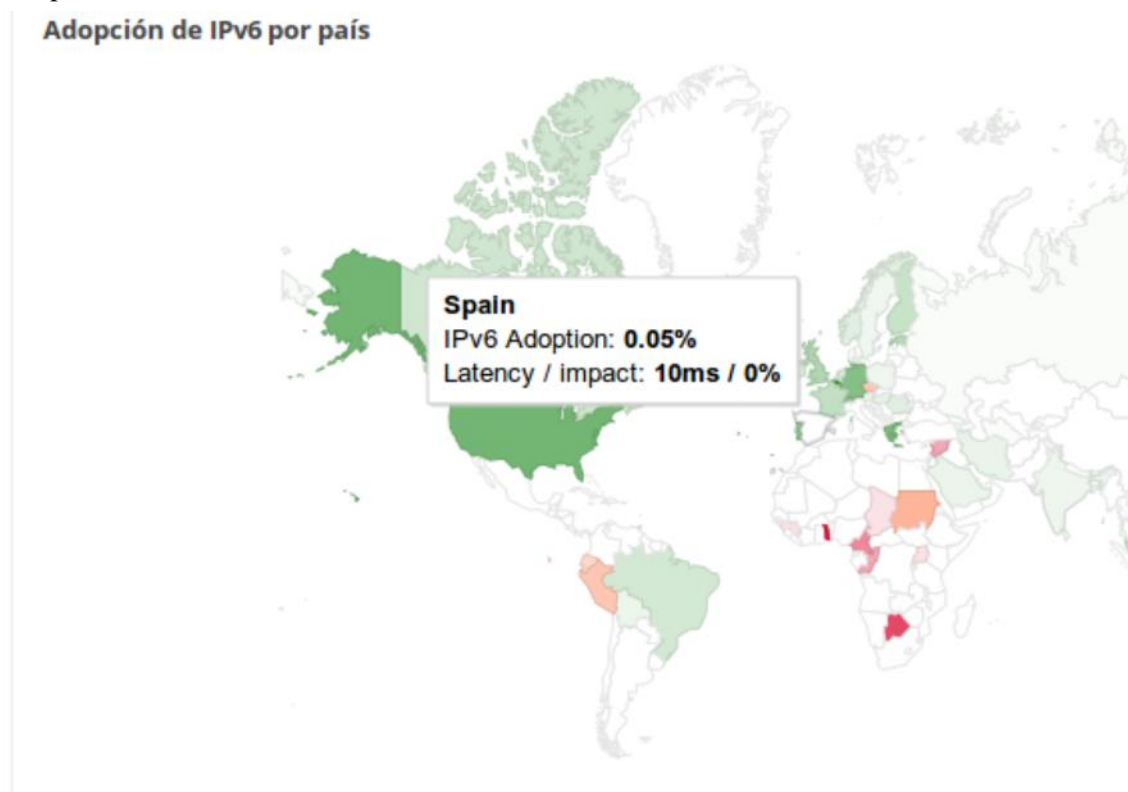 Adopción de IPv6 por país
Spain
IPv6 Adoption: 0.05%
Latency / impact: 10ms / 0%